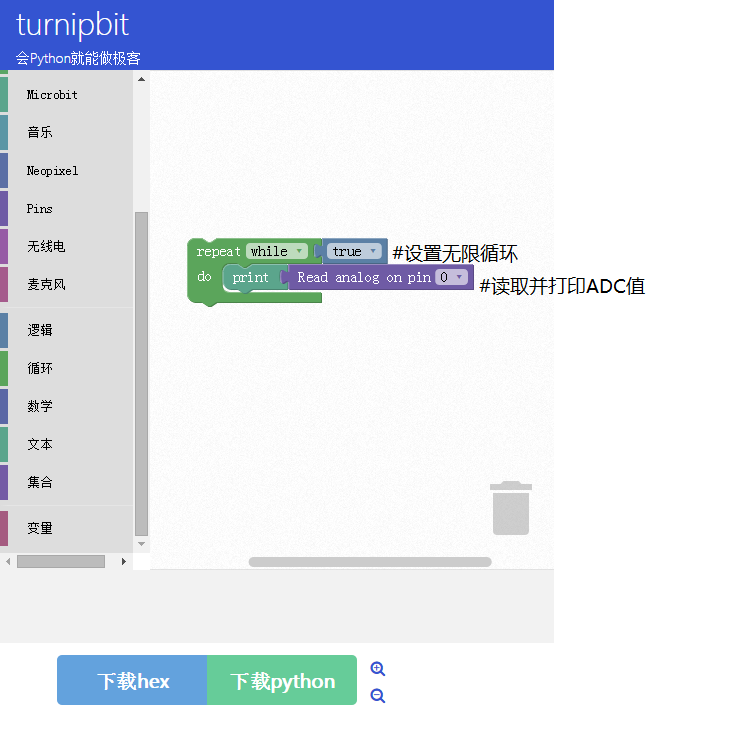 turnipbit
会Python就能做极客
Microbit
音乐
Neopixel
Pins
无线电
麦克风
逻辑
循环
数学
文本
集合
变量
repeat while true #设置无限循环
do print Read analog on pin 0 #读取并打印ADC值
下载hex 下载python